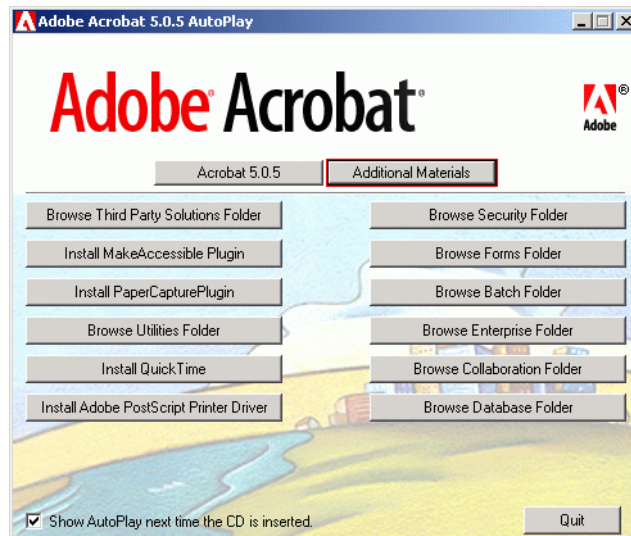 Adobe Acrobat 5.0.5 AutoPlay
Adobe® Acrobat®
®
Adobe
Acrobat 5.0.5 Additional Materials
Browse Third Party Solutions Folder Browse Security Folder
Install MakeAccessible Plugin Browse Forms Folder
Install PaperCapturePlugin Browse Batch Folder
Browse Utilities Folder Browse Enterprise Folder
Install QuickTime Browse Collaboration Folder
Install Adobe PostScript Printer Driver Browse Database Folder
Show AutoPlay next time the CD is inserted. Quit